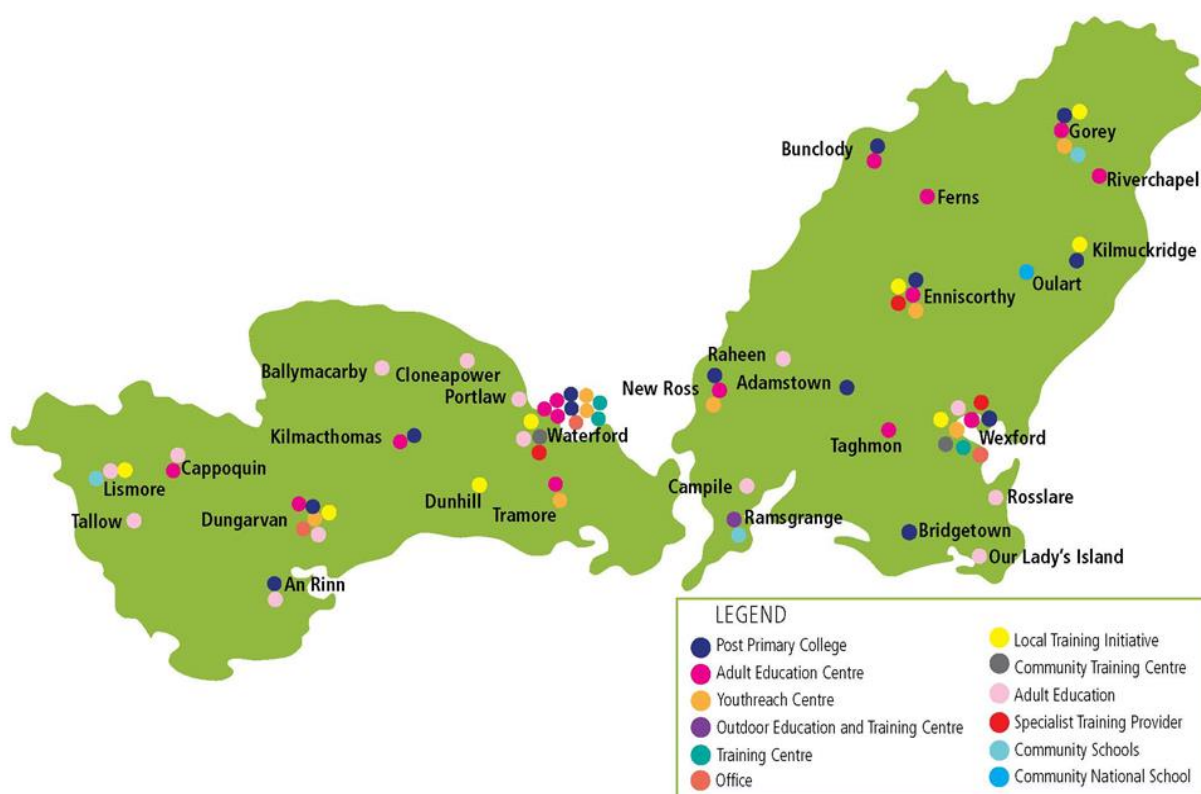 Gorey
Bunclody
Riverchapel
Ferns
Kilmuckridge
Oulart
Enniscorthy
Raheen
Ballymacarby
Cloneapower
New Ross
Adamstown
Portlaw
Kilmacthomas
Waterford
Taghmon
Wexford
Cappoquin
Lismore
Campile
Dunhill
Rosslare
Tramore
Tallow
Dungarvan
Ramsgrange
Bridgetown
Our Lady's Island
An Rinn
LEGEND
Post Primary College
Adult Education Centre
Youthreach Centre
Outdoor Education and Training Centre
Training Centre
Office
Local Training Initiative
Community Training Centre
Adult Education
Specialist Training Provider
Community Schools
Community National School